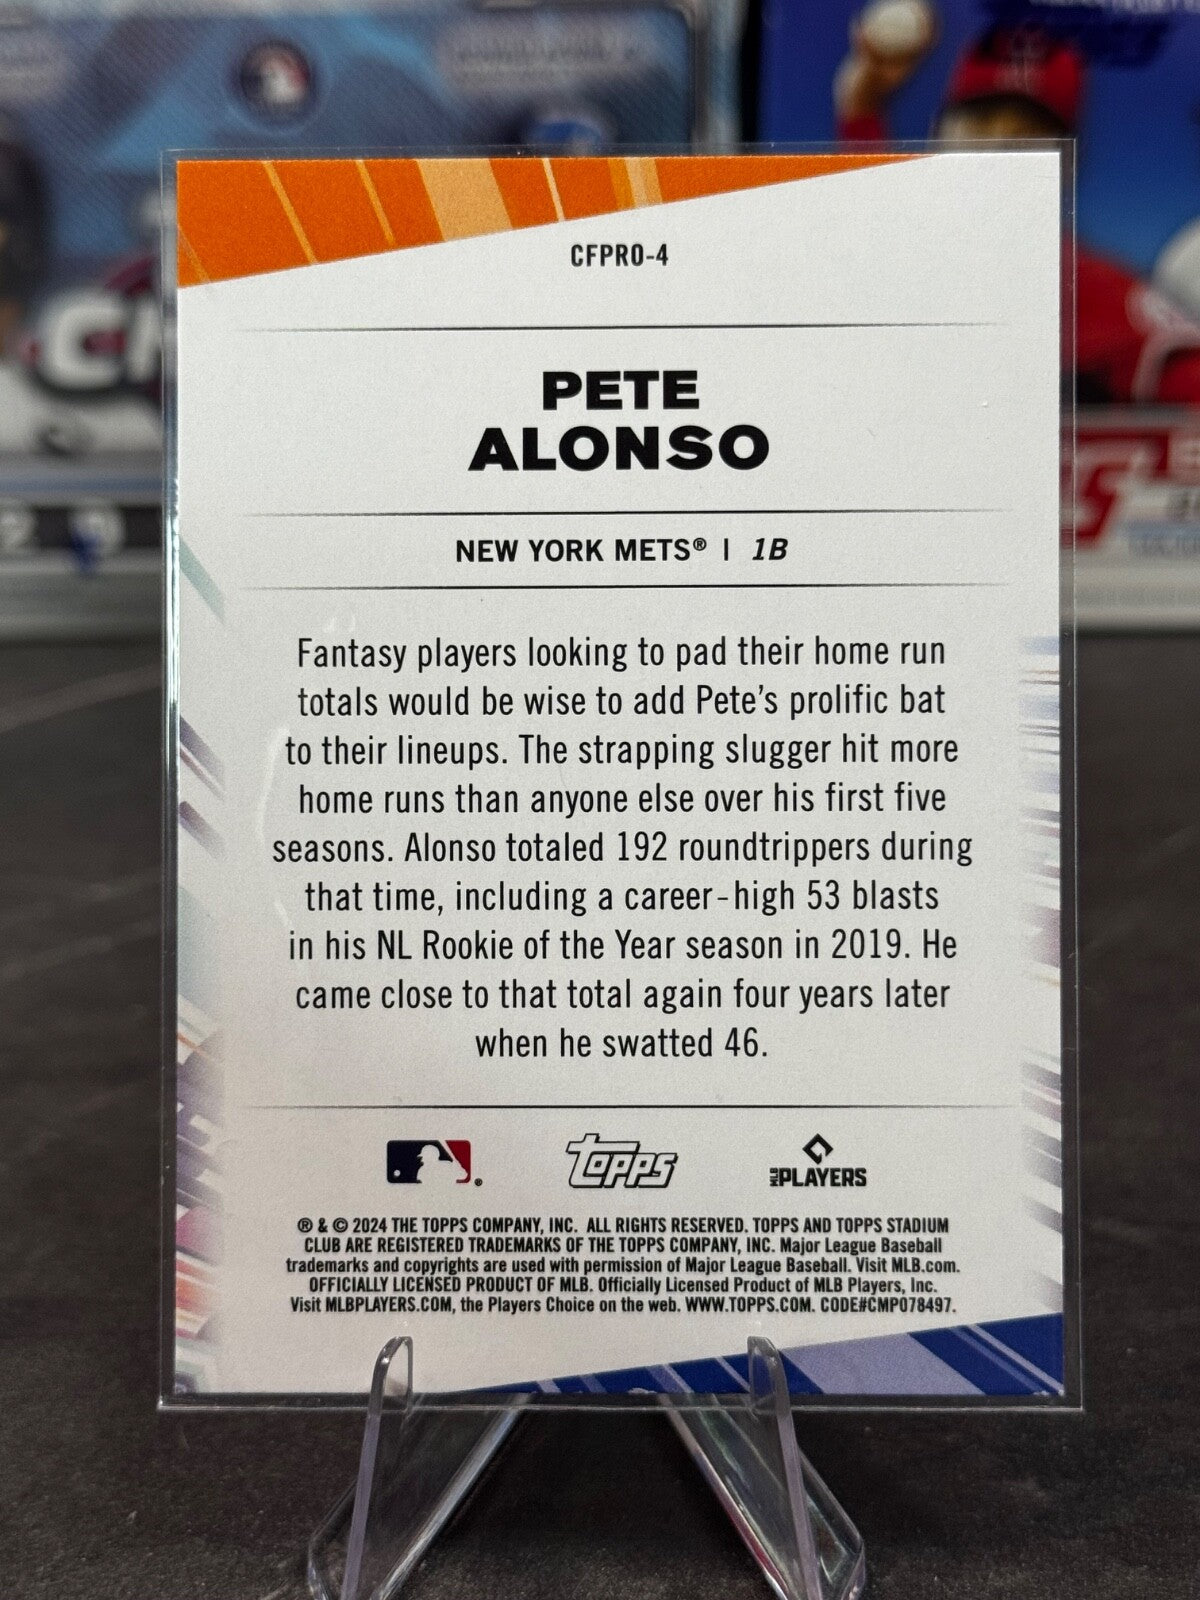 CFPRO-4
PETE
ALONSO
NEW YORK METS® | 1B
Fantasy players looking to pad their home run
totals would be wise to add Pete's prolific bat
to their lineups. The strapping slugger hit more
home runs than anyone else over his first five
seasons. Alonso totaled 192 roundtrippers during
that time, including a career-high 53 blasts
in his NL Rookie of the Year season in 2019. He
came close to that total again four years later
when he swatted 46.
Topps
MLB PLAYERS
® & © 2024 THE TOPPS COMPANY, INC. ALL RIGHTS RESERVED. TOPPS AND TOPPS STADIUM
CLUB ARE REGISTERED TRADEMARKS OF THE TOPPS COMPANY, INC. Major League Baseball
trademarks and copyrights are used with permission of Major League Baseball. Visit MLB.com.
OFFICIALLY LICENSED PRODUCT OF MLB. Officially Licensed Product of MLB Players, Inc.
Visit MLBPLAYERS.COM, the Players Choice on the web. WWW.TOPPS.COM. CODE#CMP078497.